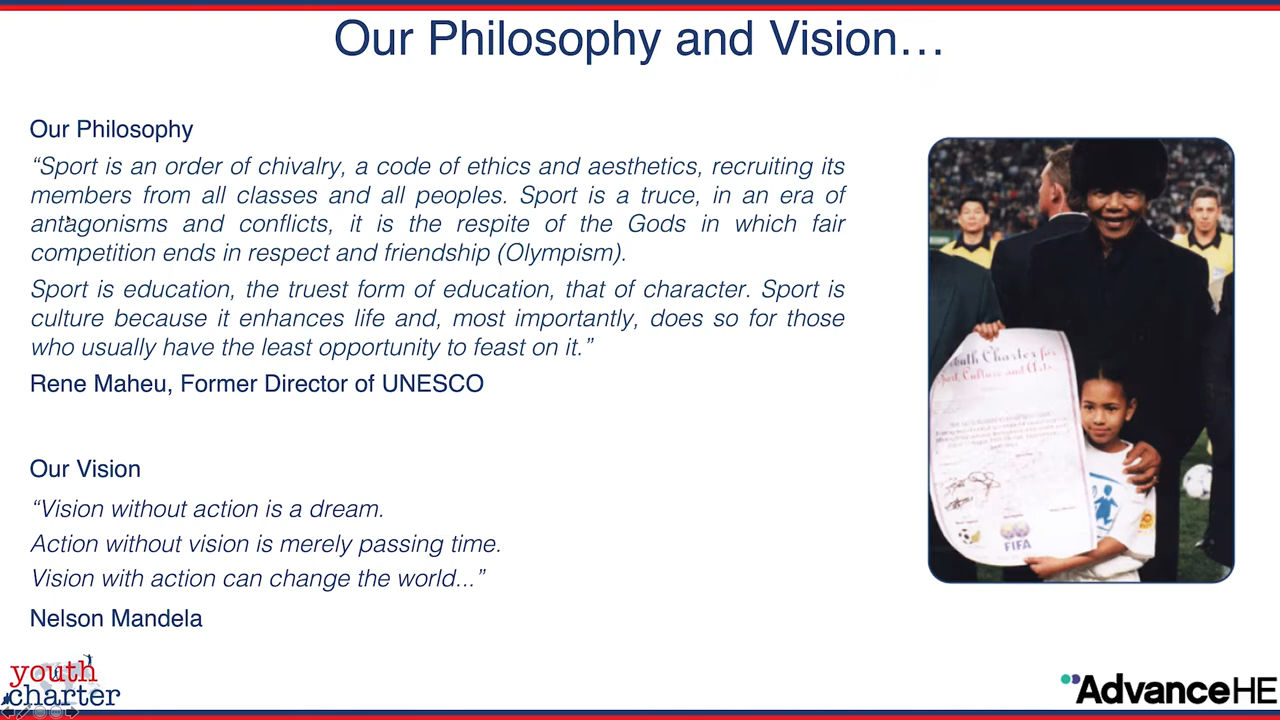 Our Philosophy and Vision…
Our Philosophy
“Sport is an order of chivalry, a code of ethics and aesthetics, recruiting its
members from all classes and all peoples. Sport is a truce, in an era of
antagonisms and conflicts, it is the respite of the Gods in which fair
competition ends in respect and friendship (Olympism).
Sport is education, the truest form of education, that of character. Sport is
culture because it enhances life and, most importantly, does so for those
who usually have the least opportunity to feast on it.”
Rene Maheu, Former Director of UNESCO
Our Vision
“Vision without action is a dream.
Action without vision is merely passing time.
Vision with action can change the world...”
Nelson Mandela
Charter for
Culture and Arts
FIFA
youth
charter
AdvanceHE